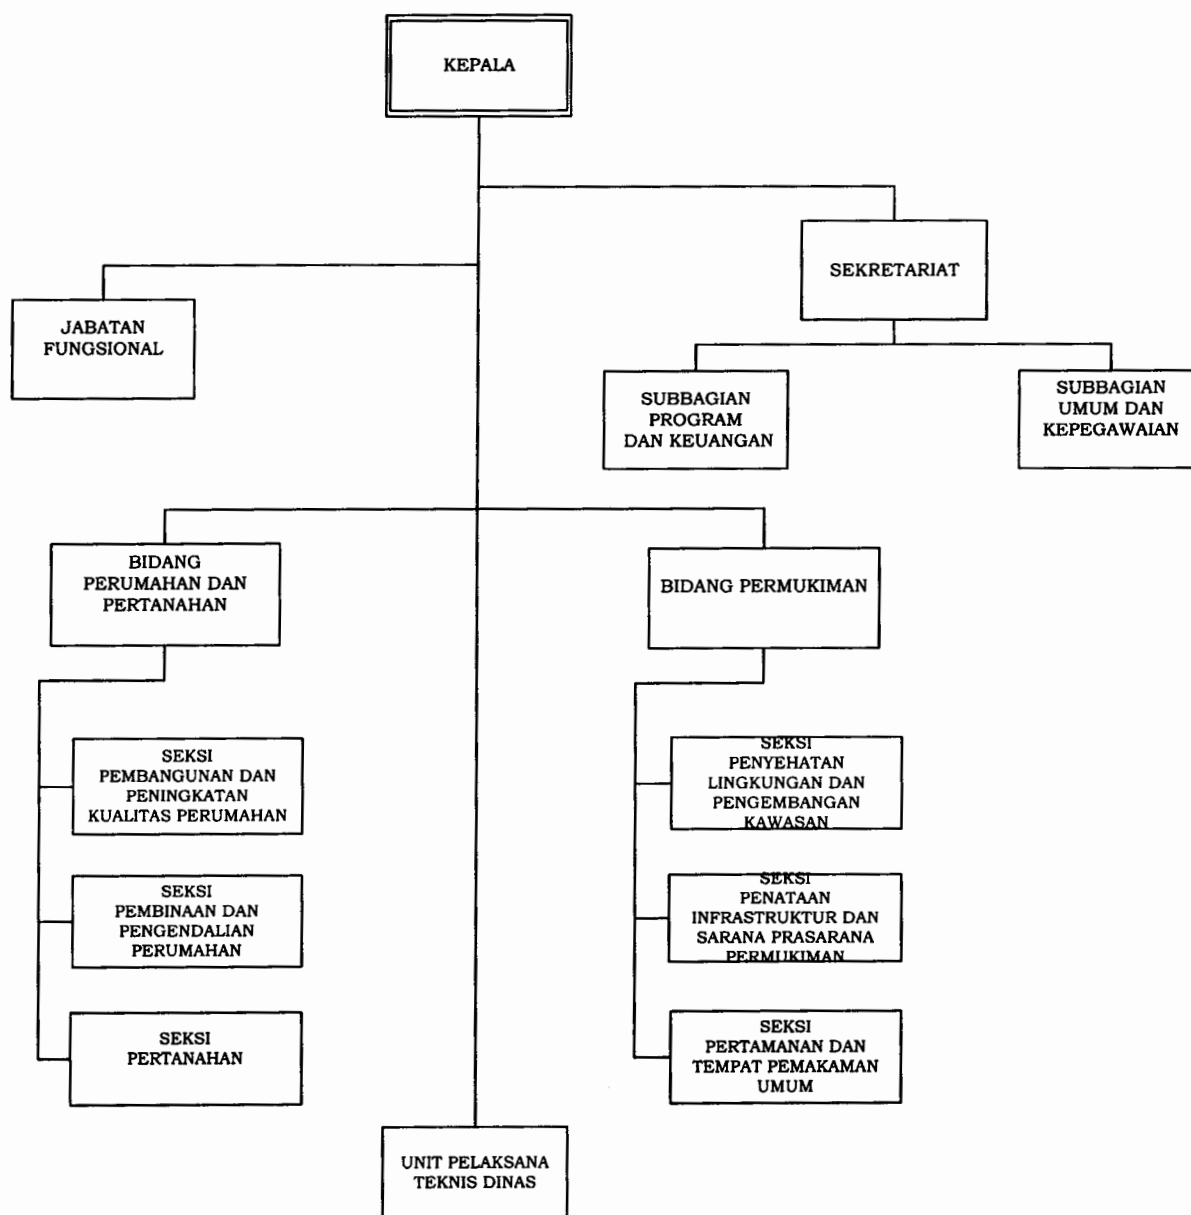 KEPALA
SEKRETARIAT
JABATAN
FUNGSIONAL
SUBBAGIAN
PROGRAM
DAN KEUANGAN
SUBBAGIAN
UMUM DAN
KEPEGAWAIAN
BIDANG
PERUMAHAN DAN
PERTANAHAN
BIDANG PERMUKIMAN
SEKSI
PEMBANGUNAN DAN
PENINGKATAN
KUALITAS PERUMAHAN
SEKSI
PENYEHATAN
LINGKUNGAN DAN
PENGEMBANGAN
KAWASAN
SEKSI
PEMBINAAN DAN
PENGENDALIAN
PERUMAHAN
SEKSI
PENATAAN
INFRASTRUKTUR DAN
SARANA PRASARANA
PERMUKIMAN
SEKSI
PERTANAHAN
SEKSI
PERTAMANAN DAN
TEMPAT PEMAKAMAN
UMUM
UNIT PELAKSANA
TEKNIS DINAS